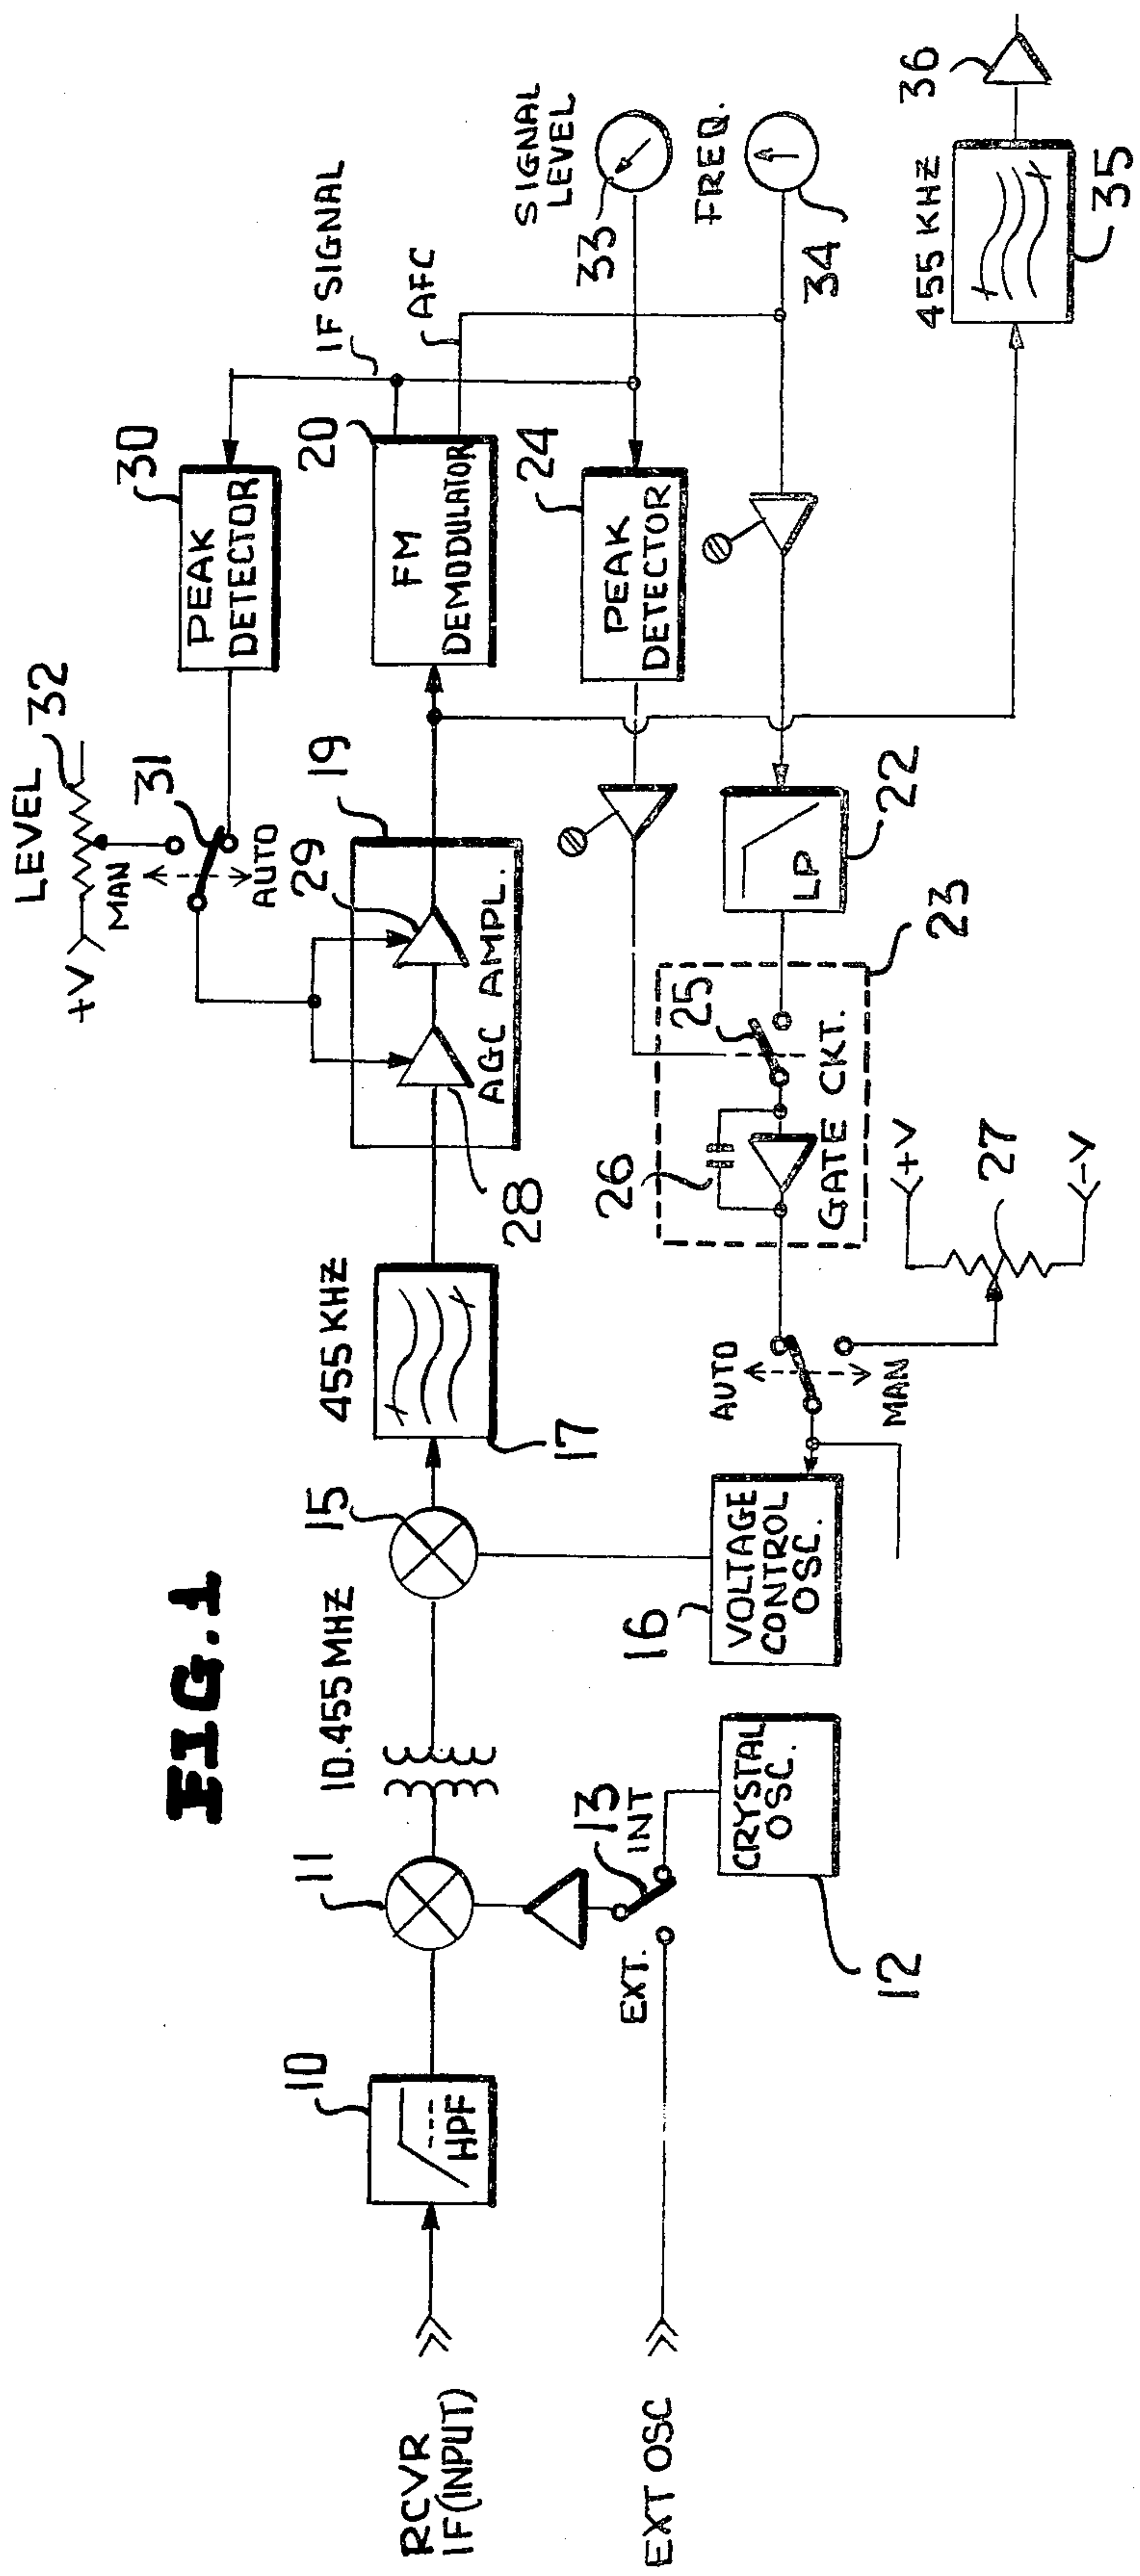 FIG.1
RCVR
IF(INPUT)
EXT OSC
10
HPF
11
EXT.
13
INT
CRYSTAL
OSC.
12
10.455 MHZ
15
16
VOLTAGE
CONTROL
OSC.
455 KHZ
17
AUTO
MAN
+V
27
-V
28
29
19
AGC AMPL.
26
25
GATE CKT.
23
LP
22
+V
LEVEL
32
MAN
31
AUTO
30
PEAK
DETECTOR
20
FM
DEMODULATOR
24
PEAK
DETECTOR
IF SIGNAL
AFC
SIGNAL
LEVEL
33
FREQ.
34
455 KHZ
35
36